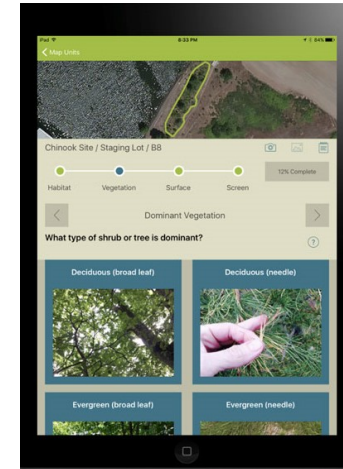 iPad 8:33 PM 84%
< Map Units
Chinook Site / Staging Lot / B8
Habitat Vegetation Surface Screen
12% Complete
< Dominant Vegetation >
What type of shrub or tree is dominant? ?
Deciduous (broad leaf) Deciduous (needle)
Evergreen (broad leaf) Evergreen (needle)